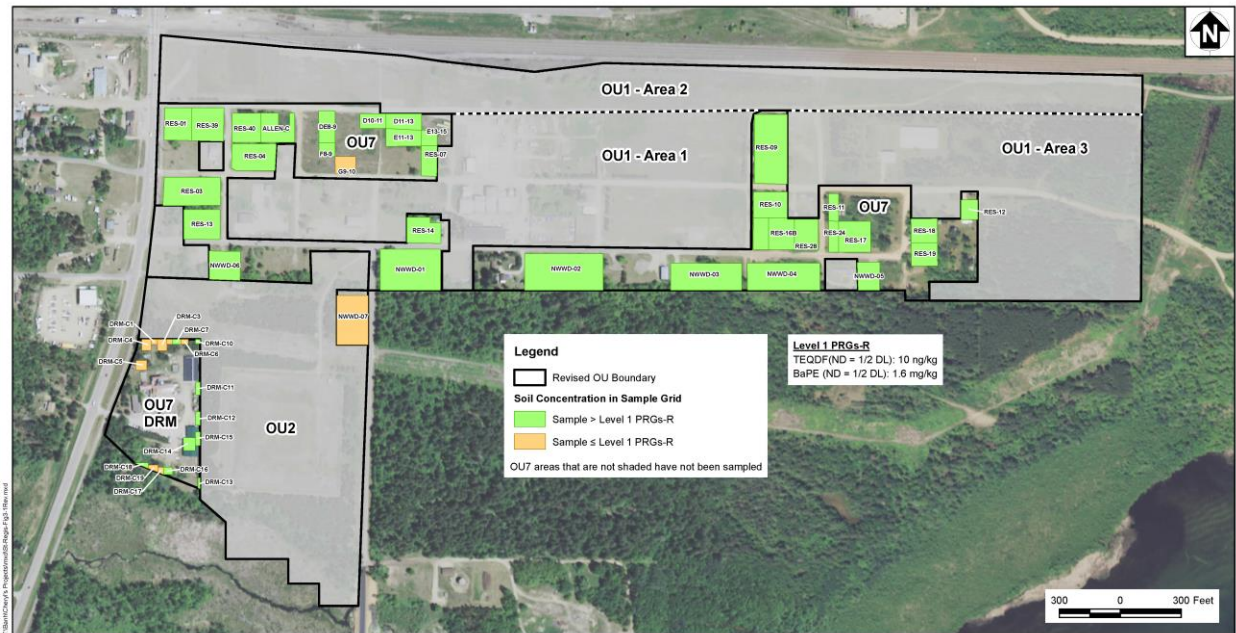 N
OU1 - Area 2
OU1 - Area 1
OU1 - Area 3
RES-01
RES-39
RES-40
ALLEN-C
RES-04
DE8-9
F8-9
OU7
G9-10
D10-11
D11-13
E11-13
E13-15
RES-07
RES-03
RES-13
RES-14
NWWD-06
NWWD-01
NWWD-02
NWWD-03
NWWD-04
NWWD-05
NWWD-07
RES-09
RES-10
RES-16B
RES-28
RES-11
OU7
RES-24
RES-17
RES-18
RES-19
RES-12
DRM-C1
DRM-C3
DRM-C4
DRM-C7
DRM-C10
DRM-C6
DRM-C5
DRM-C11
OU7
DRM
DRM-C12
DRM-C15
DRM-C14
DRM-C16
DRM-C17
DRM-C13
OU2
Legend
Revised OU Boundary
Soil Concentration in Sample Grid
Sample > Level 1 PRGs-R
Sample ≤ Level 1 PRGs-R
OU7 areas that are not shaded have not been sampled
Level 1 PRGs-R
TEQDF(ND = 1/2 DL): 10 ng/kg
BaPE (ND = 1/2 DL): 1.6 mg/kg
300 0 300 Feet